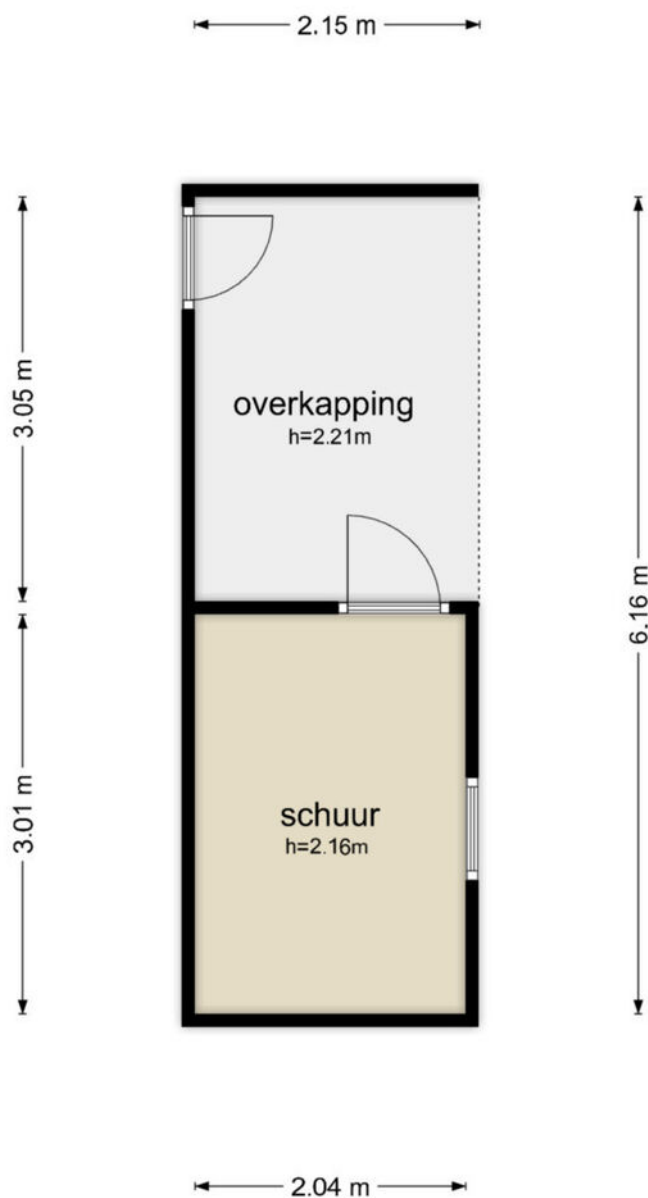 2.15 m
3.05 m
overkapping
h=2.21m
6.16 m
3.01 m
schuur
h=2.16m
2.04 m